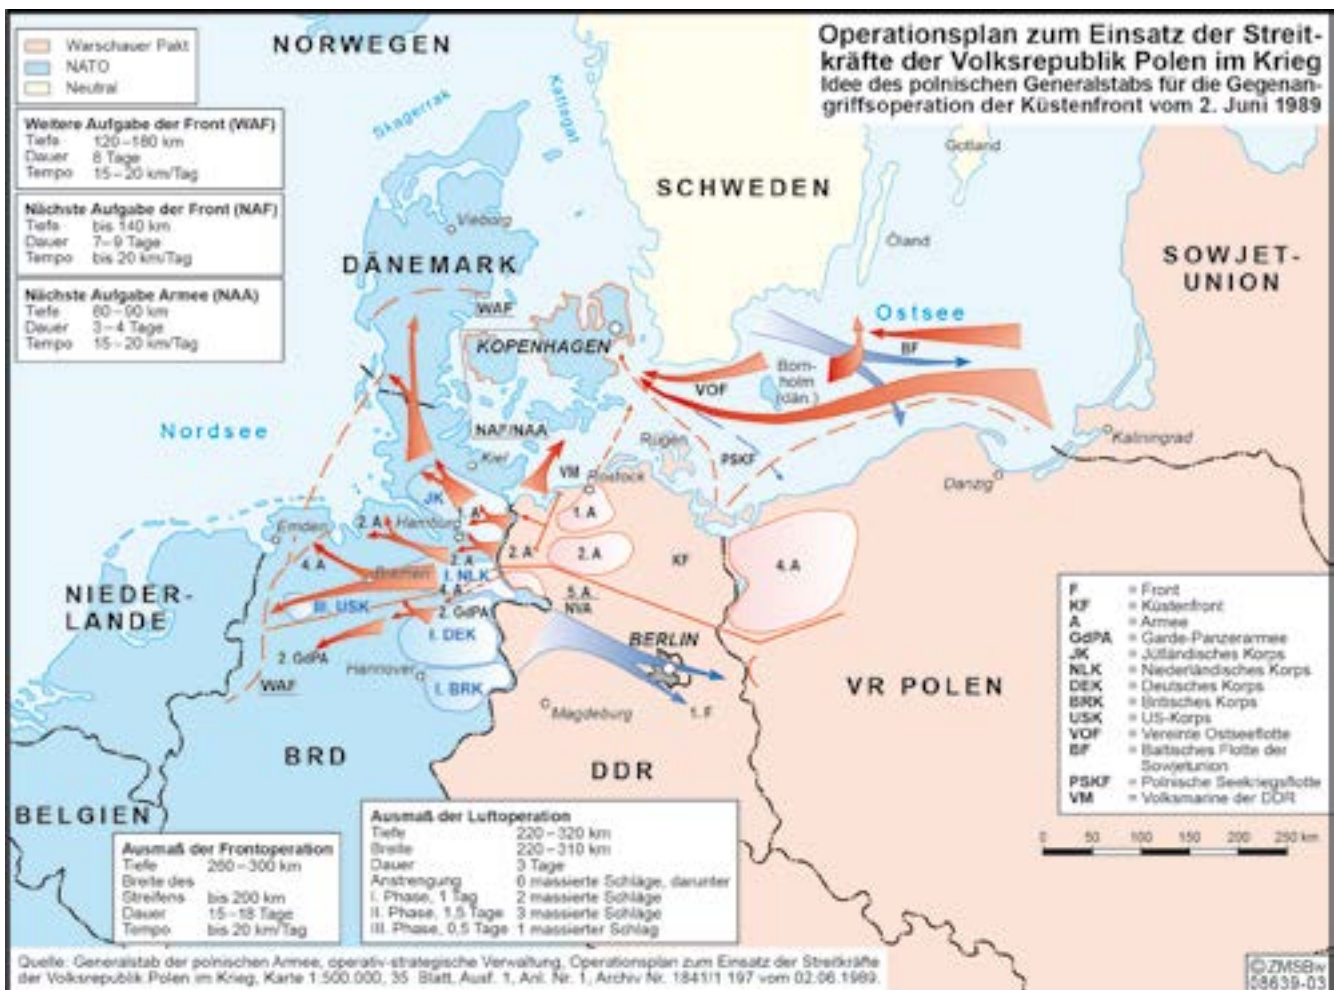 Operationsplan zum Einsatz der Streit-
kräfte der Volksrepublik Polen im Krieg
Idee des polnischen Generalstabs für die Gegenan-
griffsoperation der Küstenfront vom 2. Juni 1989
Warschauer Pakt
NATO
Neutral
Weitere Aufgabe der Front (WAF)
Tiefe 120–180 km
Dauer 8 Tage
Tempo 15–20 km/Tag
Nächste Aufgabe der Front (NAF)
Tiefe bis 140 km
Dauer 7–9 Tage
Tempo bis 20 km/Tag
Nächste Aufgabe Armee (NAA)
Tiefe 60–90 km
Dauer 3–4 Tage
Tempo 15–20 km/Tag
NORWEGEN
Skagerrak
Kattegat
Gotland
SCHWEDEN
Öland
SOWJET-
UNION
Vieborg
DÄNEMARK
WAF
KOPENHAGEN
Ostsee
BF
VOF
Born-
holm
(dän.)
Nordsee
NAF/NAA
Kiel
Rügen
PSKF
VM
Rostock
Kaliningrad
Danzig
JK
1. A
1. A
Emden
2. A
Hamburg
2. A
2. A
2. A
KF
4. A
4. A
Bremen
I. NLK
4. A
5. A
NVA
NIEDER-
LANDE
III. USK
2. GdPA
I. DEK
BERLIN
2. GdPA
Hannover
WAF
I. BRK
Magdeburg
1. F
VR POLEN
BRD
DDR
BELGIEN
F = Front
KF = Küstenfront
A = Armee
GdPA = Garde-Panzerarmee
JK = Jütländisches Korps
NLK = Niederländisches Korps
DEK = Deutsches Korps
BRK = Britisches Korps
USK = US-Korps
VOF = Vereinte Ostseeflotte
BF = Baltisches Flotte der
Sowjetunion
PSKF = Polnische Seekriegsflotte
VM = Volksmarine der DDR
0 50 100 150 200 250 km
Ausmaß der Frontoperation
Tiefe 260–300 km
Breite des
Streifens bis 200 km
Dauer 15–18 Tage
Tempo bis 20 km/Tag
Ausmaß der Luftoperation
Tiefe 220–320 km
Breite 220–310 km
Dauer 3 Tage
Anstrengung 6 massierte Schläge, darunter
I. Phase, 1 Tag 2 massierte Schläge
II. Phase, 1,5 Tage 3 massierte Schläge
III. Phase, 0,5 Tage 1 massierter Schlag
Quelle: Generalstab der polnischen Armee, operativ-strategische Verwaltung, Operationsplan zum Einsatz der Streitkräfte
der Volksrepublik Polen im Krieg, Karte 1:500.000, 35 Blatt, Ausf. 1, Anl. Nr. 1, Archiv Nr. 1841/1 197 vom 02.06.1989.
©ZMSBw
08639-03